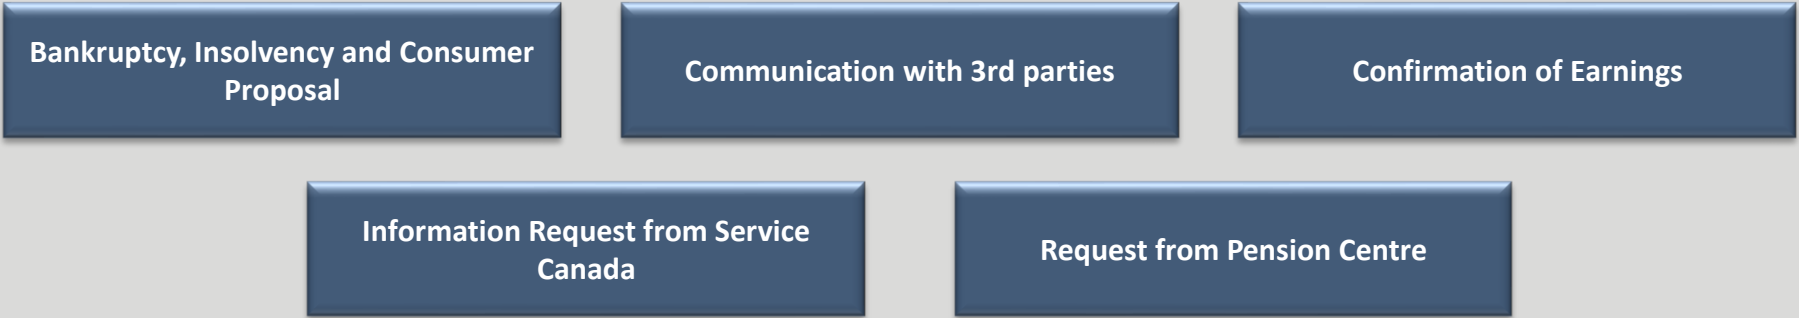 Bankruptcy, Insolvency and Consumer
Proposal
Communication with 3rd parties
Confirmation of Earnings
Information Request from Service
Canada
Request from Pension Centre